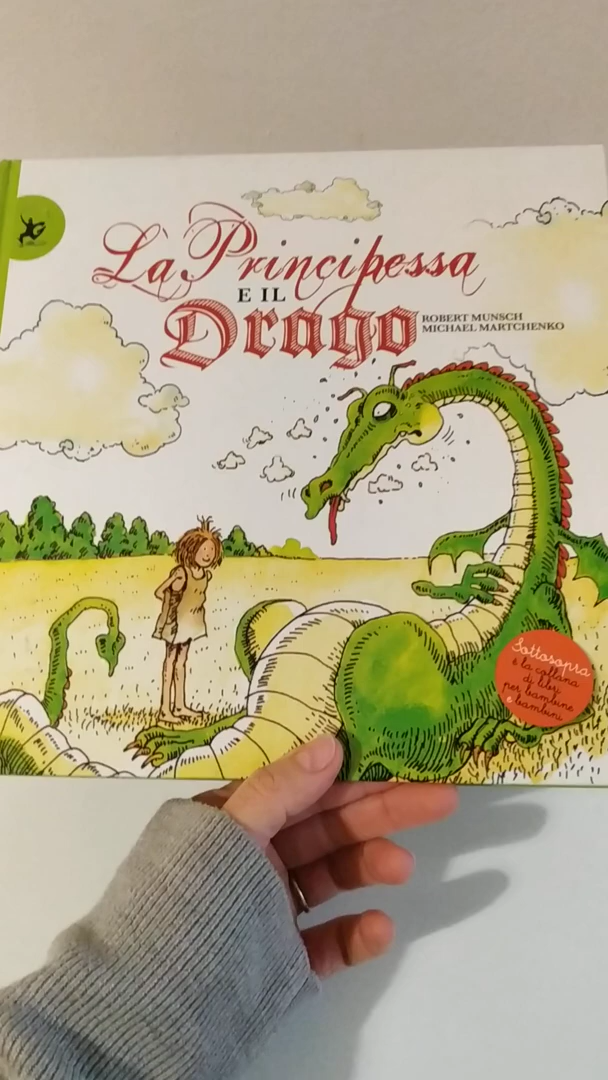 La Principessa
E IL
Drago
ROBERT MUNSCH
MICHAEL MARTCHENKO
Sottosopra
è la collana
di libri
per bambine
e bambini